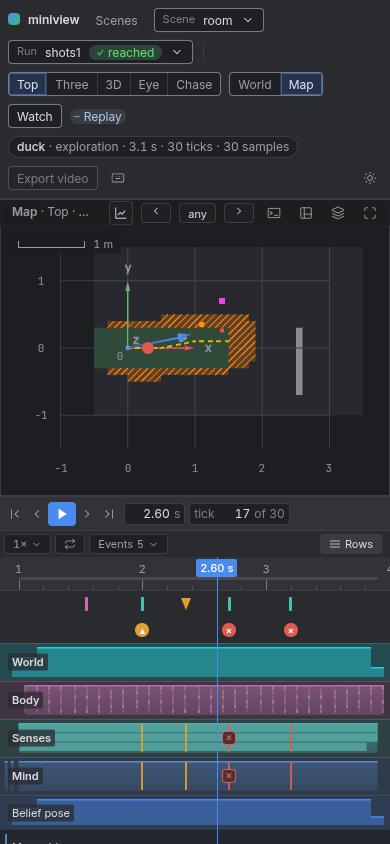 miniview Scenes Scene room
Run shots1 ✓ reached
Top Three 3D Eye Chase World Map
Watch – Replay
duck · exploration · 3.1 s · 30 ticks · 30 samples
Export video
Map · Top · ... any
1 m
y
1
z
0 0 x
-1
-1 0 1 2 3
2.60 s tick 17 of 30
1× Events 5 Rows
1 2 2.60 s 3 4
World
Body
Senses
Mind
Belief pose